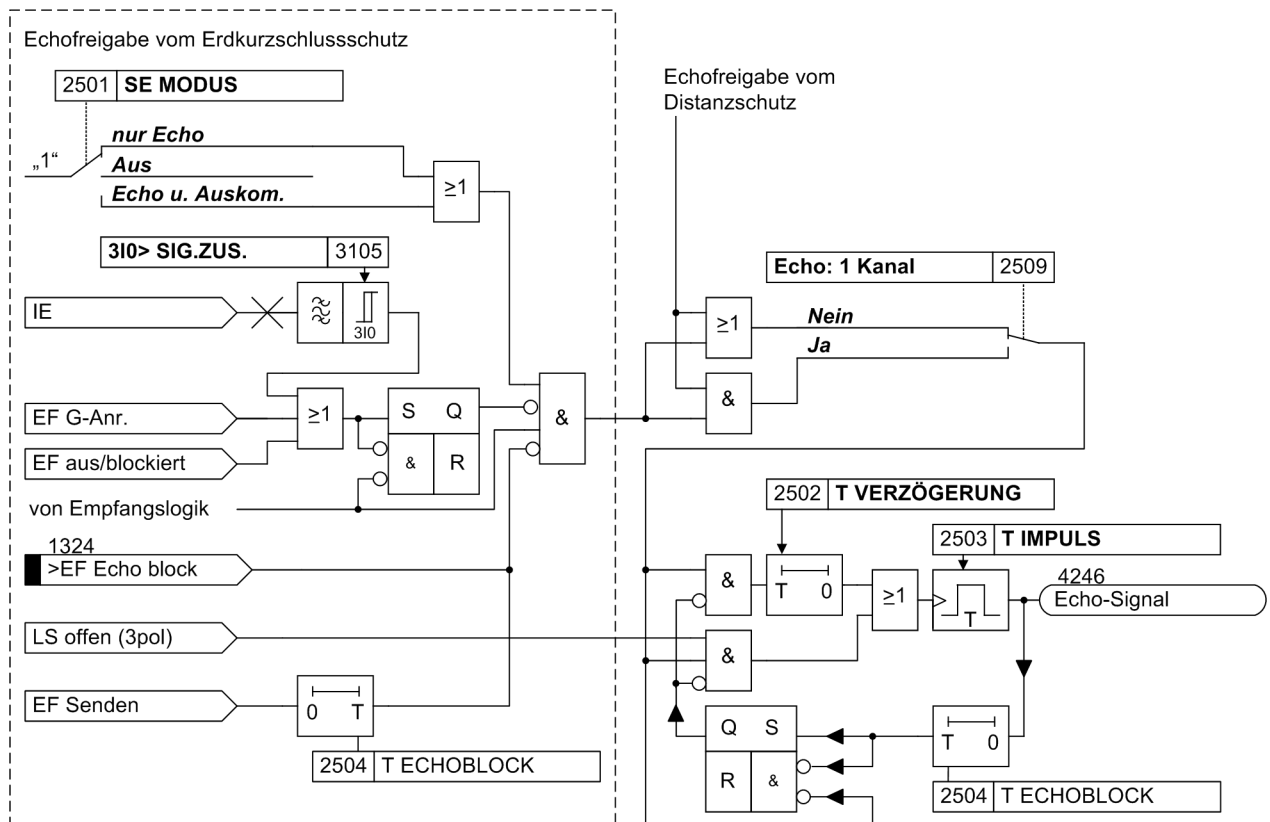 Echofreigabe vom Erdkurzschlussschutz
2501 SE MODUS
nur Echo
„1“
Aus
Echo u. Auskom.
≥1
3I0> SIG.ZUS. 3105
IE
3I0
EF G-Anr.
≥1
S Q
& R
EF aus/blockiert
&
von Empfangslogik
1324
>EF Echo block
LS offen (3pol)
EF Senden
0 T
2504 T ECHOBLOCK
Echofreigabe vom
Distanzschutz
Echo: 1 Kanal 2509
≥1
Nein
Ja
&
2502 T VERZÖGERUNG
2503 T IMPULS
&
T 0
≥1
T
4246
Echo-Signal
&
Q S
R &
T 0
2504 T ECHOBLOCK